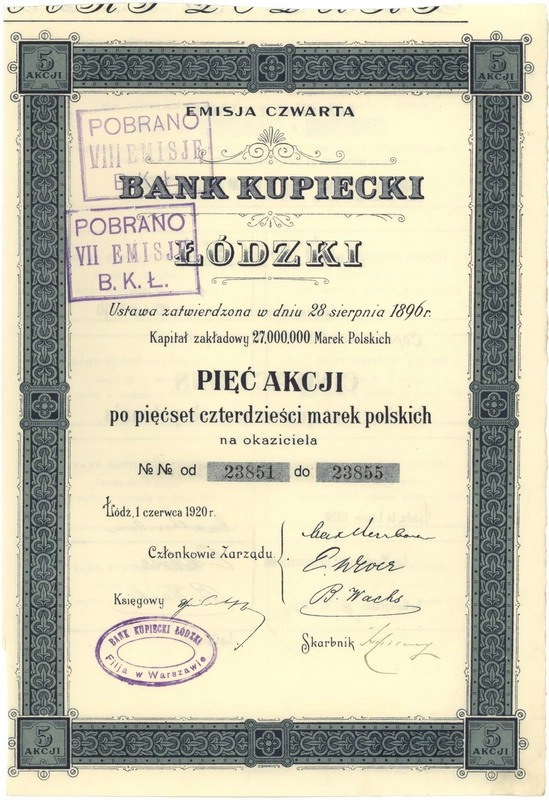 5 AKCJI
5 AKCJI
EMISJA CZWARTA
POBRANO
VIII EMISJĘ
B. K. Ł.
BANK KUPIECKI
POBRANO
VII EMISJĘ
B. K. Ł.
ŁÓDZKI
Ustawa zatwierdzona w dniu 28 sierpnia 1896 r.
Kapitał zakładowy 27,000,000 Marek Polskich
PIĘĆ AKCJI
po pięćset czterdzieści marek polskich
na okaziciela
№ № od 23851 do 23855
Łódz, 1 czerwca 1920 r.
Członkowie Zarządu
B. Wachs
Księgowy
Skarbnik
BANK KUPIECKI ŁÓDZKI
Filja w Warszawie
5 AKCJI
5 AKCJI